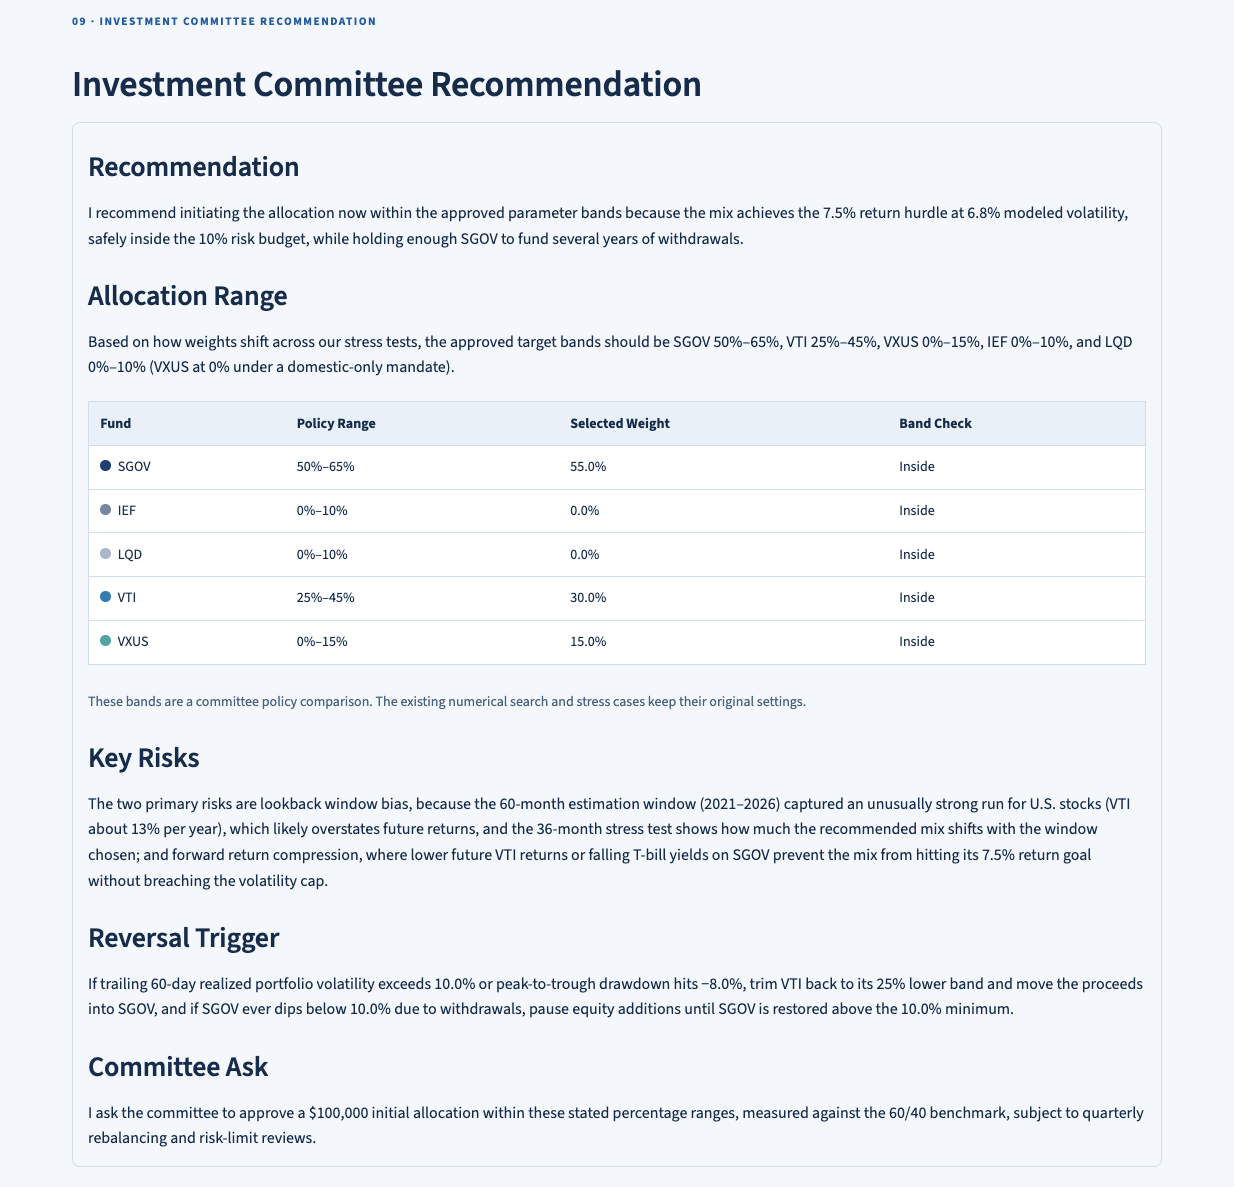 09 · INVESTMENT COMMITTEE RECOMMENDATION
Investment Committee Recommendation
Recommendation
I recommend initiating the allocation now within the approved parameter bands because the mix achieves the 7.5% return hurdle at 6.8% modeled volatility,
safely inside the 10% risk budget, while holding enough SGOV to fund several years of withdrawals.
Allocation Range
Based on how weights shift across our stress tests, the approved target bands should be SGOV 50%–65%, VTI 25%–45%, VXUS 0%–15%, IEF 0%–10%, and LQD
0%–10% (VXUS at 0% under a domestic-only mandate).
Fund Policy Range Selected Weight Band Check
SGOV 50%–65% 55.0% Inside
IEF 0%–10% 0.0% Inside
LQD 0%–10% 0.0% Inside
VTI 25%–45% 30.0% Inside
VXUS 0%–15% 15.0% Inside
These bands are a committee policy comparison. The existing numerical search and stress cases keep their original settings.
Key Risks
The two primary risks are lookback window bias, because the 60-month estimation window (2021–2026) captured an unusually strong run for U.S. stocks (VTI
about 13% per year), which likely overstates future returns, and the 36-month stress test shows how much the recommended mix shifts with the window
chosen; and forward return compression, where lower future VTI returns or falling T-bill yields on SGOV prevent the mix from hitting its 7.5% return goal
without breaching the volatility cap.
Reversal Trigger
If trailing 60-day realized portfolio volatility exceeds 10.0% or peak-to-trough drawdown hits −8.0%, trim VTI back to its 25% lower band and move the proceeds
into SGOV, and if SGOV ever dips below 10.0% due to withdrawals, pause equity additions until SGOV is restored above the 10.0% minimum.
Committee Ask
I ask the committee to approve a $100,000 initial allocation within these stated percentage ranges, measured against the 60/40 benchmark, subject to quarterly
rebalancing and risk-limit reviews.